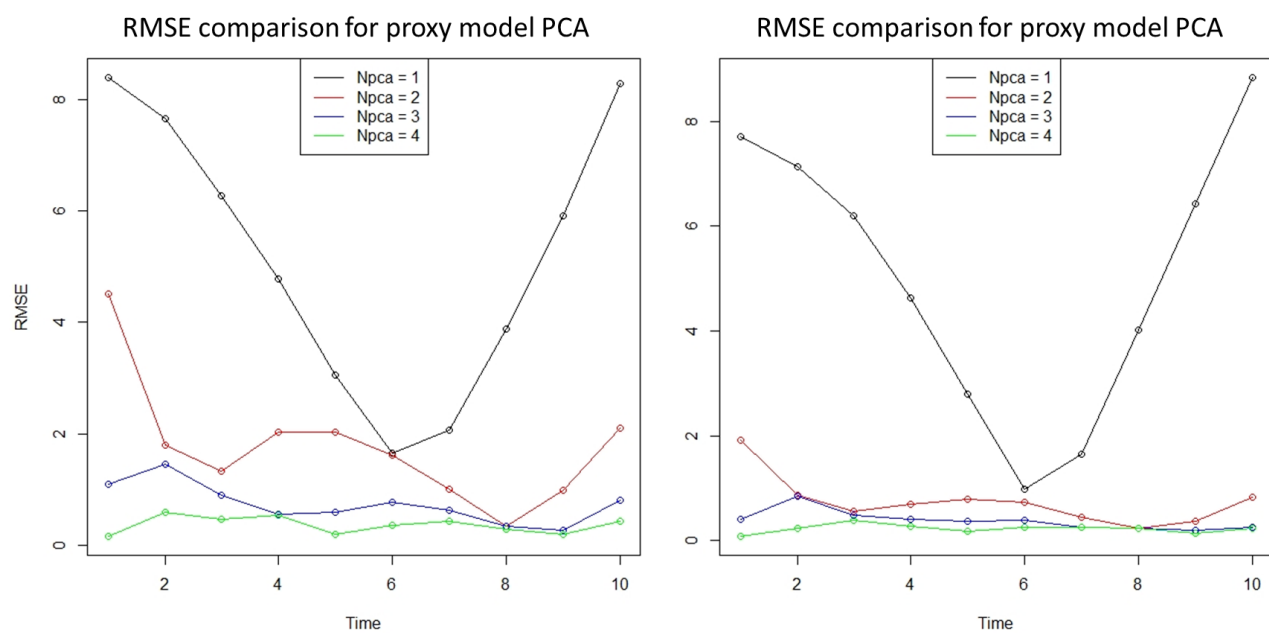 RMSE comparison for proxy model PCA
Npca = 1
Npca = 2
Npca = 3
Npca = 4
8
6
4
2
0
RMSE
2 4 6 8 10
Time
RMSE comparison for proxy model PCA
Npca = 1
Npca = 2
Npca = 3
Npca = 4
8
6
4
2
0
2 4 6 8 10
Time